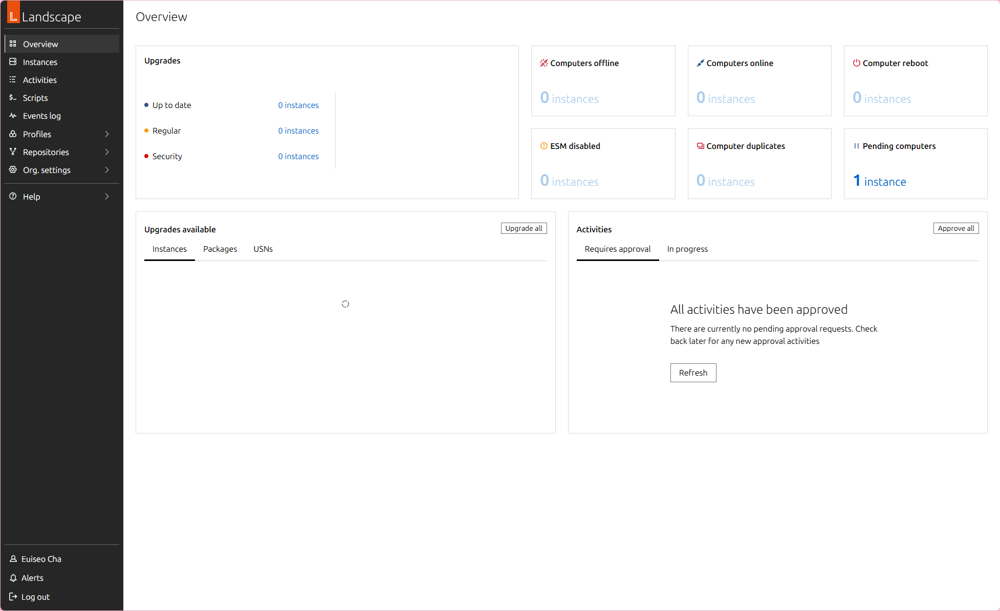 Landscape
Overview
Instances
Activities
Scripts
Events log
Profiles
Repositories
Org. settings
Help
Euiseo Cha
Alerts
Log out
Overview
Upgrades
Up to date 0 instances
Regular 0 instances
Security 0 instances
Computers offline
0 instances
Computers online
0 instances
Computer reboot
0 instances
ESM disabled
0 instances
Computer duplicates
0 instances
Pending computers
1 instance
Upgrades available Upgrade all
Instances Packages USNs
Activities Approve all
Requires approval In progress
All activities have been approved
There are currently no pending approval requests. Check
back later for any new approval activities
Refresh